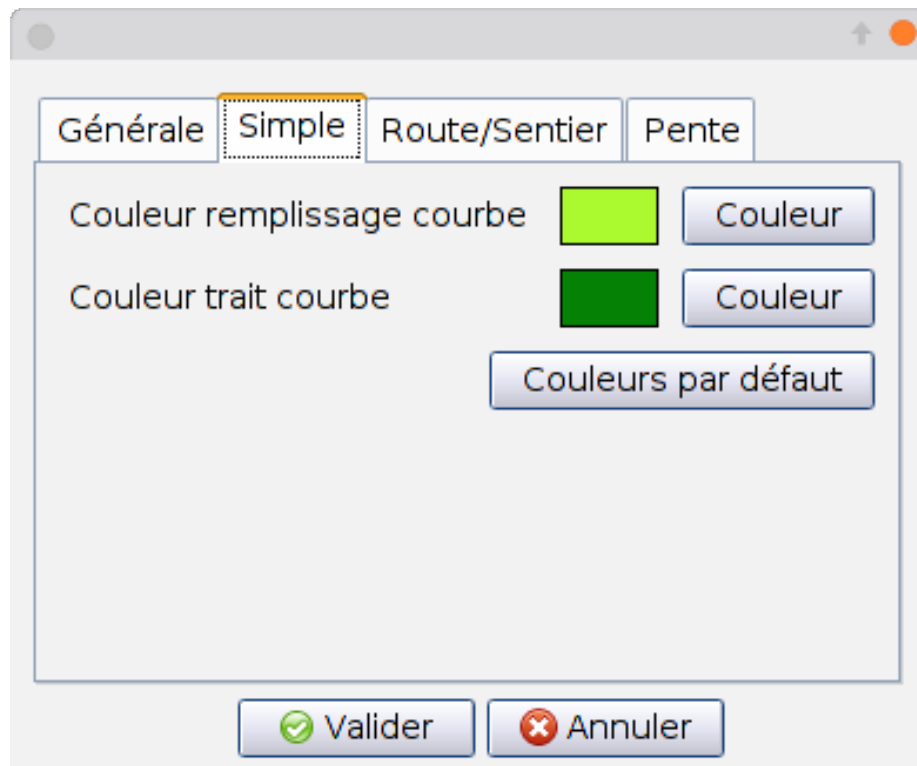 Générale Simple Route/Sentier Pente
Couleur remplissage courbe Couleur
Couleur trait courbe Couleur
Couleurs par défaut
Valider Annuler